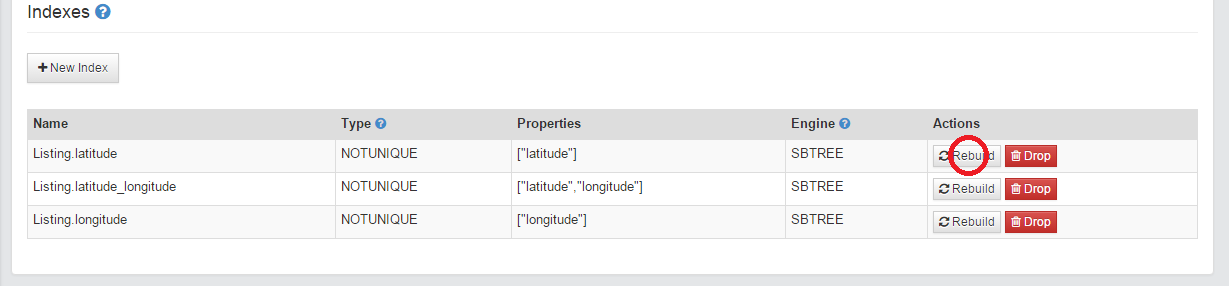 Indexes ?
+ New Index
Name Type ? Properties Engine ? Actions
Listing.latitude NOTUNIQUE ["latitude"] SBTREE Rebuild Drop
Listing.latitude_longitude NOTUNIQUE ["latitude","longitude"] SBTREE Rebuild Drop
Listing.longitude NOTUNIQUE ["longitude"] SBTREE Rebuild Drop